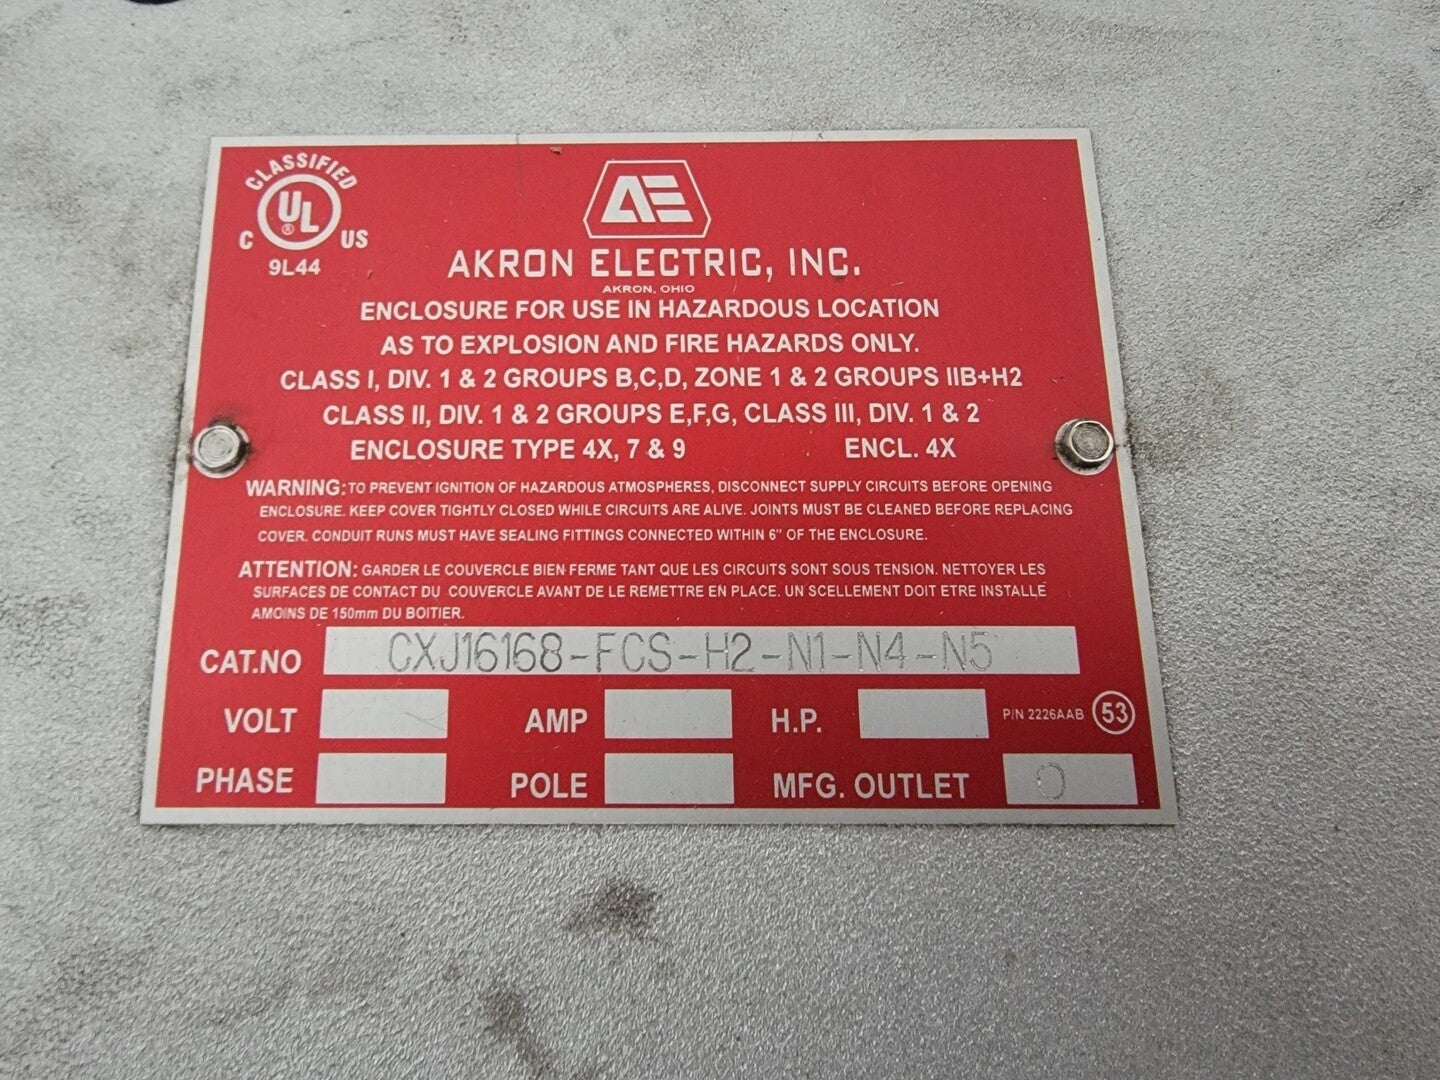 CLASSIFIED
UL ®
C US
9L44
AE
AKRON ELECTRIC, INC.
AKRON, OHIO
ENCLOSURE FOR USE IN HAZARDOUS LOCATION
AS TO EXPLOSION AND FIRE HAZARDS ONLY.
CLASS I, DIV. 1 & 2 GROUPS B,C,D, ZONE 1 & 2 GROUPS IIB+H2
CLASS II, DIV. 1 & 2 GROUPS E,F,G, CLASS III, DIV. 1 & 2
ENCLOSURE TYPE 4X, 7 & 9 ENCL. 4X
WARNING: TO PREVENT IGNITION OF HAZARDOUS ATMOSPHERES, DISCONNECT SUPPLY CIRCUITS BEFORE OPENING
ENCLOSURE. KEEP COVER TIGHTLY CLOSED WHILE CIRCUITS ARE ALIVE. JOINTS MUST BE CLEANED BEFORE REPLACING
COVER. CONDUIT RUNS MUST HAVE SEALING FITTINGS CONNECTED WITHIN 6" OF THE ENCLOSURE.
ATTENTION: GARDER LE COUVERCLE BIEN FERME TANT QUE LES CIRCUITS SONT SOUS TENSION. NETTOYER LES
SURFACES DE CONTACT DU COUVERCLE AVANT DE LE REMETTRE EN PLACE. UN SCELLEMENT DOIT ETRE INSTALLÉ
AMOINS DE 150mm DU BOITIER.
CAT.NO CXJ16168-FCS-H2-N1-N4-N5
VOLT AMP H.P. P/N 2226AAB 53
PHASE POLE MFG. OUTLET 0